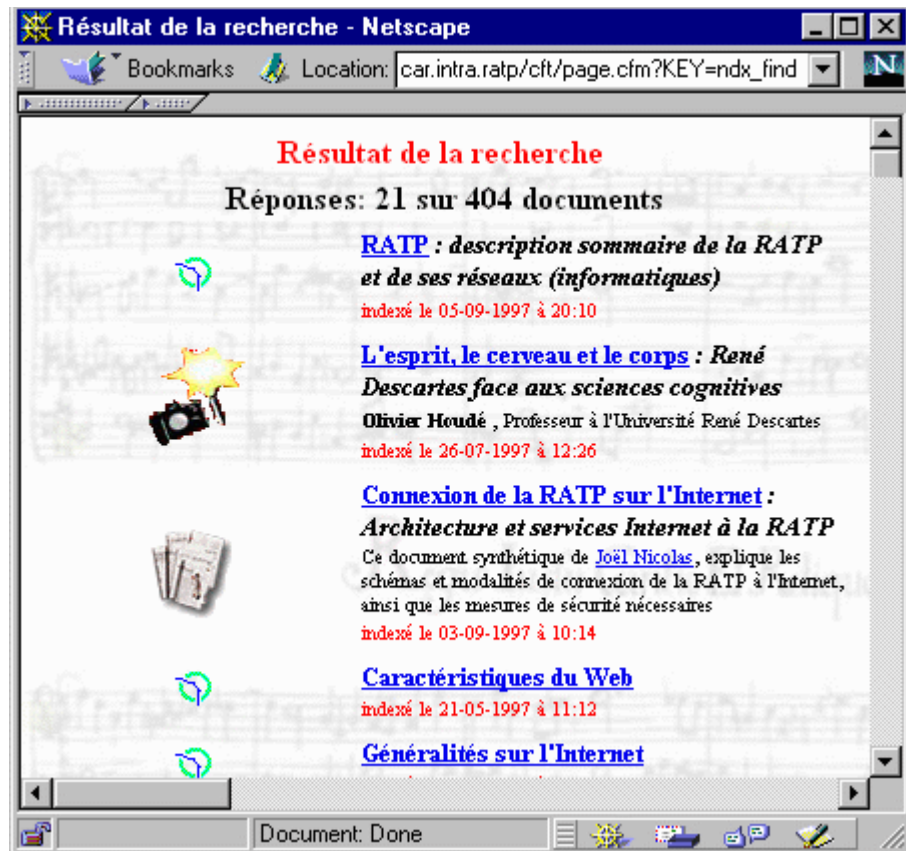 Résultat de la recherche - Netscape
Bookmarks Location: car.intra.ratp/cft/page.cfm?KEY=ndx_find
N
Résultat de la recherche
Réponses: 21 sur 404 documents
RATP : description sommaire de la RATP
et de ses réseaux (informatiques)
indexé le 05-09-1997 à 20:10
L'esprit, le cerveau et le corps : René
Descartes face aux sciences cognitives
Olivier Houdé , Professeur à l'Université René Descartes
indexé le 26-07-1997 à 12:26
Connexion de la RATP sur l'Internet :
Architecture et services Internet à la RATP
Ce document synthétique de Joël Nicolas, explique les
schémas et modalités de connexion de la RATP à l'Internet,
ainsi que les mesures de sécurité nécessaires
indexé le 03-09-1997 à 10:14
Caractéristiques du Web
indexé le 21-05-1997 à 11:12
Généralités sur l'Internet
Document: Done